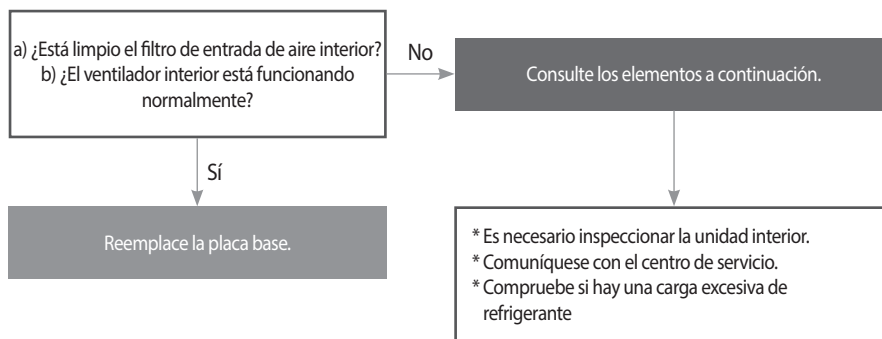 a) ¿Está limpio el filtro de entrada de aire interior?
b) ¿El ventilador interior está funcionando
normalmente?
No
Consulte los elementos a continuación.
Sí
Reemplace la placa base.
* Es necesario inspeccionar la unidad interior.
* Comuníquese con el centro de servicio.
* Compruebe si hay una carga excesiva de
refrigerante